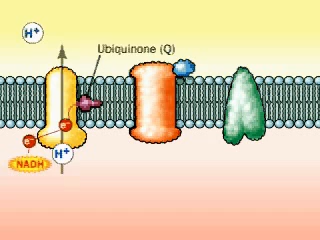 H+
Ubiquinone (Q)
e-
e-
H+
NADH